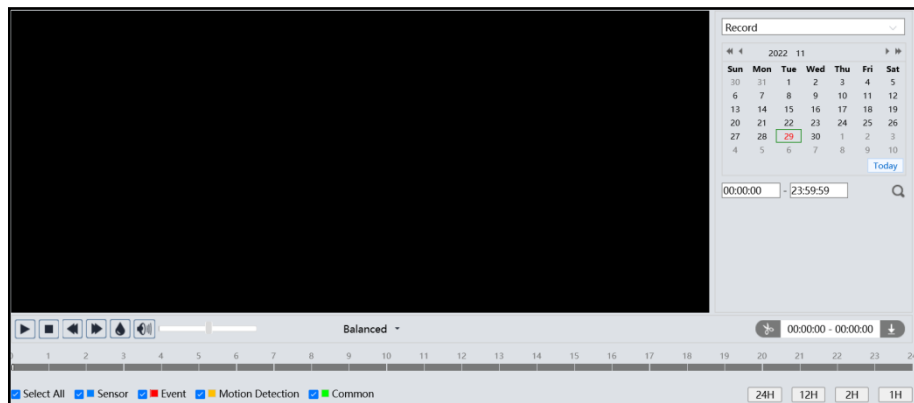 Record
2022 11
Sun Mon Tue Wed Thu Fri Sat
30 31 1 2 3 4 5
6 7 8 9 10 11 12
13 14 15 16 17 18 19
20 21 22 23 24 25 26
27 28 29 30 1 2 3
4 5 6 7 8 9 10
Today
00:00:00 - 23:59:59
Balanced
00:00:00 - 00:00:00
1 2 3 4 5 6 7 8 9 10 11 12 13 14 15 16 17 18 19 20 21 22 23
Select All Sensor Event Motion Detection Common
24H 12H 2H 1H